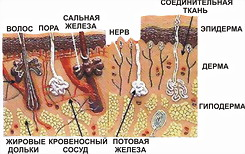 СОЕДИНИТЕЛЬНАЯ
ТКАНЬ
САЛЬНАЯ
ЖЕЛЕЗА
ВОЛОС
ПОРА
НЕРВ
ЭПИДЕРМА
ДЕРМА
ГИПОДЕРМА
ЖИРОВЫЕ
ДОЛЬКИ
КРОВЕНОСНЫЙ
СОСУД
ПОТОВАЯ
ЖЕЛЕЗА